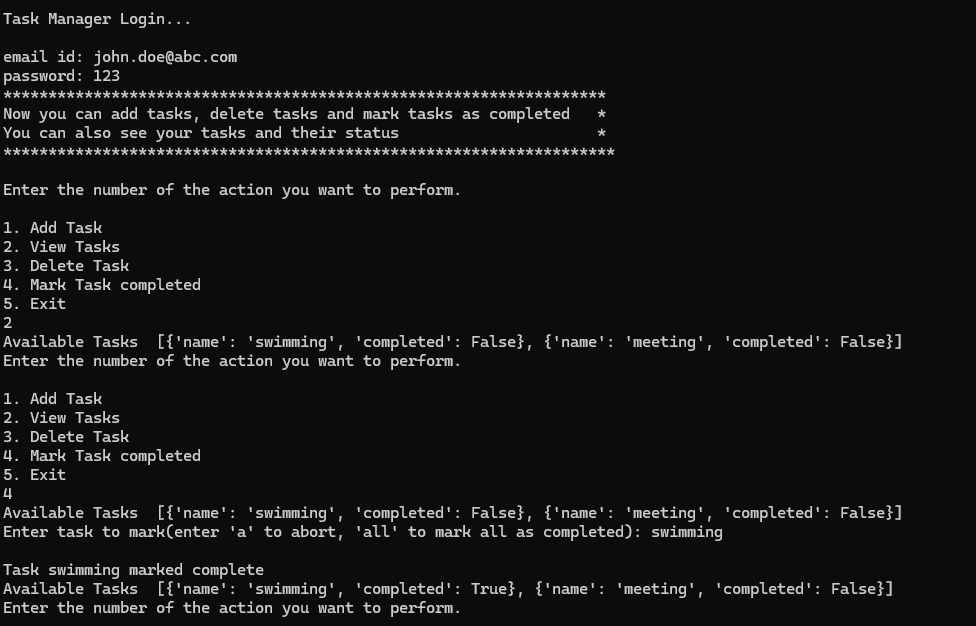 Task Manager Login...
email id: john.doe@abc.com
password: 123
*******************************************************************
Now you can add tasks, delete tasks and mark tasks as completed   *
You can also see your tasks and their status                      *
********************************************************************
Enter the number of the action you want to perform.
1. Add Task
2. View Tasks
3. Delete Task
4. Mark Task completed
5. Exit
2
Available Tasks  [{'name': 'swimming', 'completed': False}, {'name': 'meeting', 'completed': False}]
Enter the number of the action you want to perform.
1. Add Task
2. View Tasks
3. Delete Task
4. Mark Task completed
5. Exit
4
Available Tasks  [{'name': 'swimming', 'completed': False}, {'name': 'meeting', 'completed': False}]
Enter task to mark(enter 'a' to abort, 'all' to mark all as completed): swimming
Task swimming marked complete
Available Tasks  [{'name': 'swimming', 'completed': True}, {'name': 'meeting', 'completed': False}]
Enter the number of the action you want to perform.